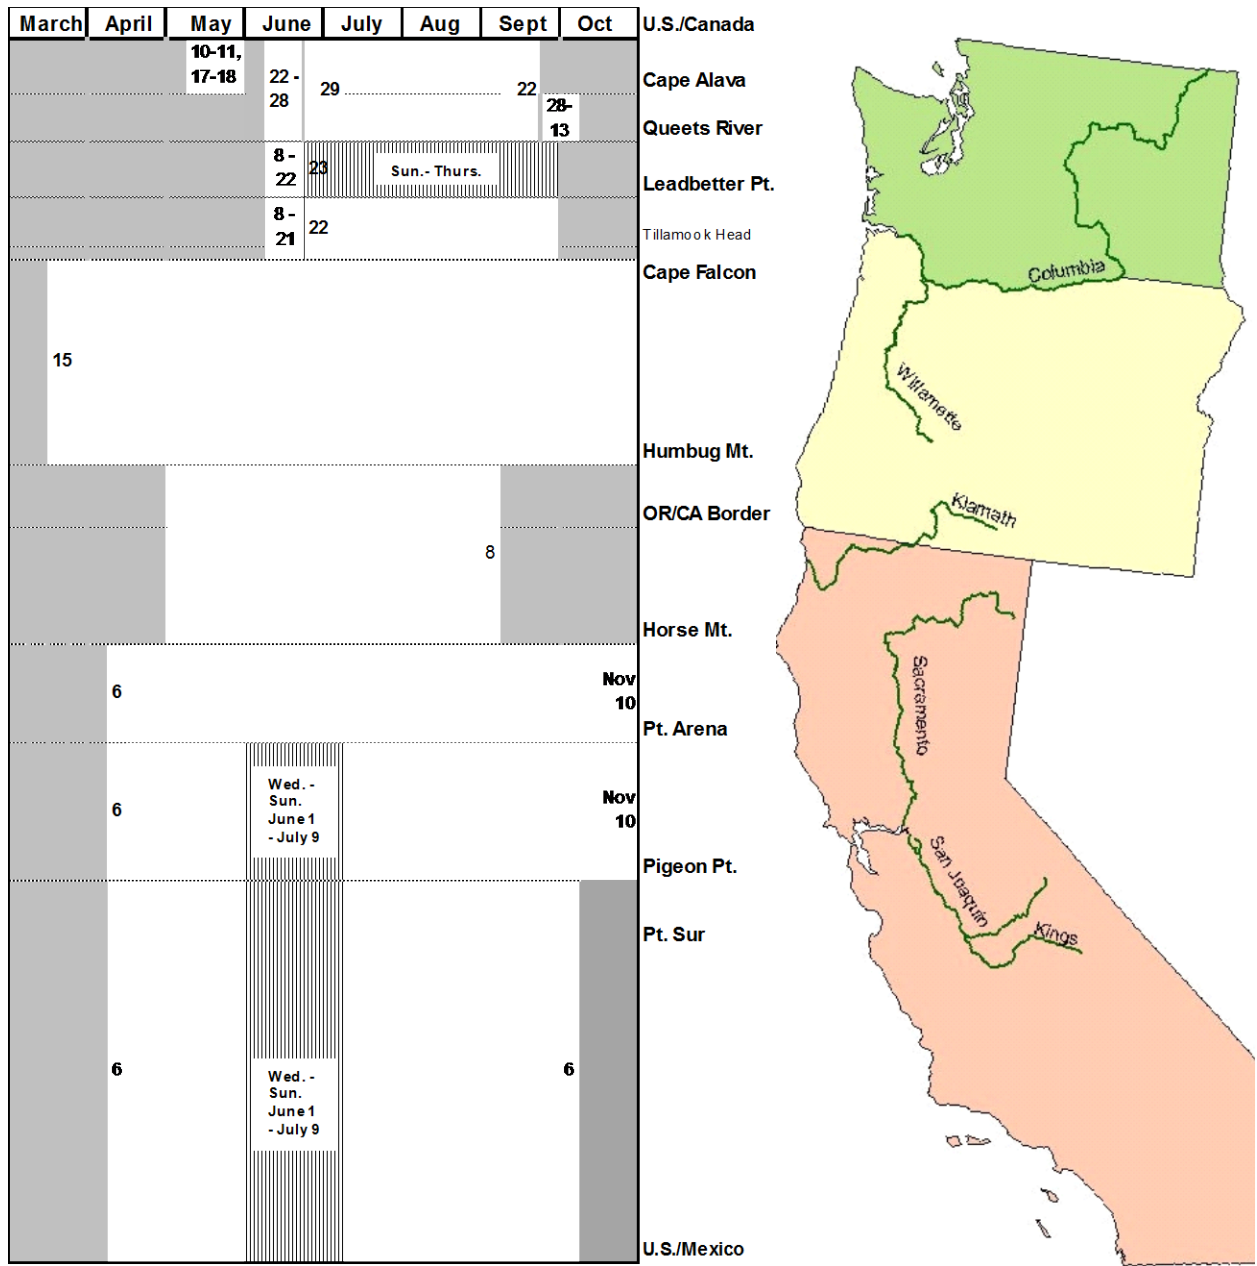 March April May June July Aug Sept Oct
U.S./Canada
10-11,
17-18
22 -
28
29
22
Cape Alava
28-
13
Queets River
8 -
22
23
Sun.- Thurs.
Leadbetter Pt.
8 -
21
22
Tillamook Head
Cape Falcon
15
Humbug Mt.
OR/CA Border
8
Horse Mt.
6
Nov
10
Pt. Arena
6
Wed. -
Sun.
June 1
- July 9
Nov
10
Pigeon Pt.
Pt. Sur
6
Wed. -
Sun.
June 1
- July 9
6
U.S./Mexico
Columbia
Willamette
Klamath
Sacramento
San Joaquin
Kings